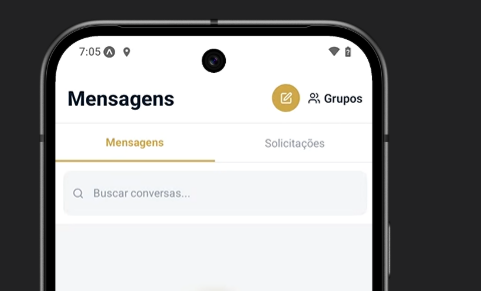 7:05
Mensagens
Grupos
Mensagens
Solicitações
Buscar conversas...